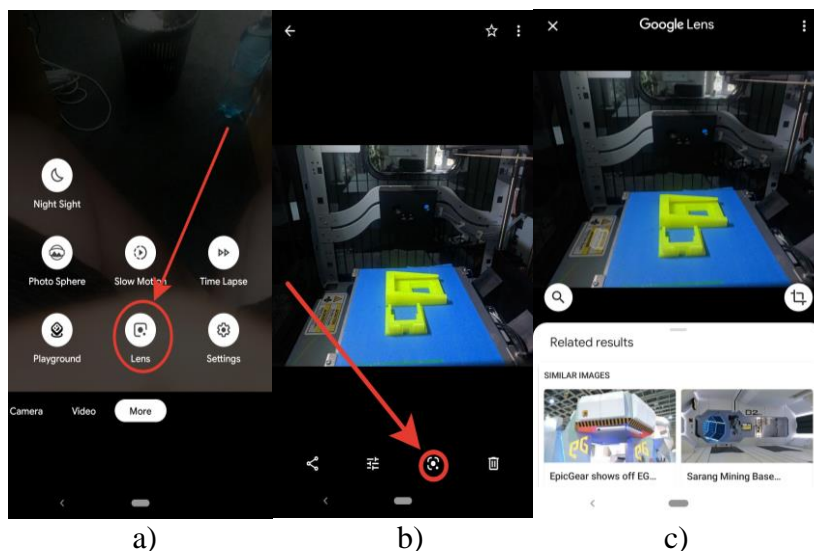 Night Sight
Photo Sphere
Slow Motion
Time Lapse
Playground
Lens
Settings
Camera
Video
More
a)
b)
Google Lens
Related results
SIMILAR IMAGES
EpicGear shows off EG...
Sarang Mining Base...
c)